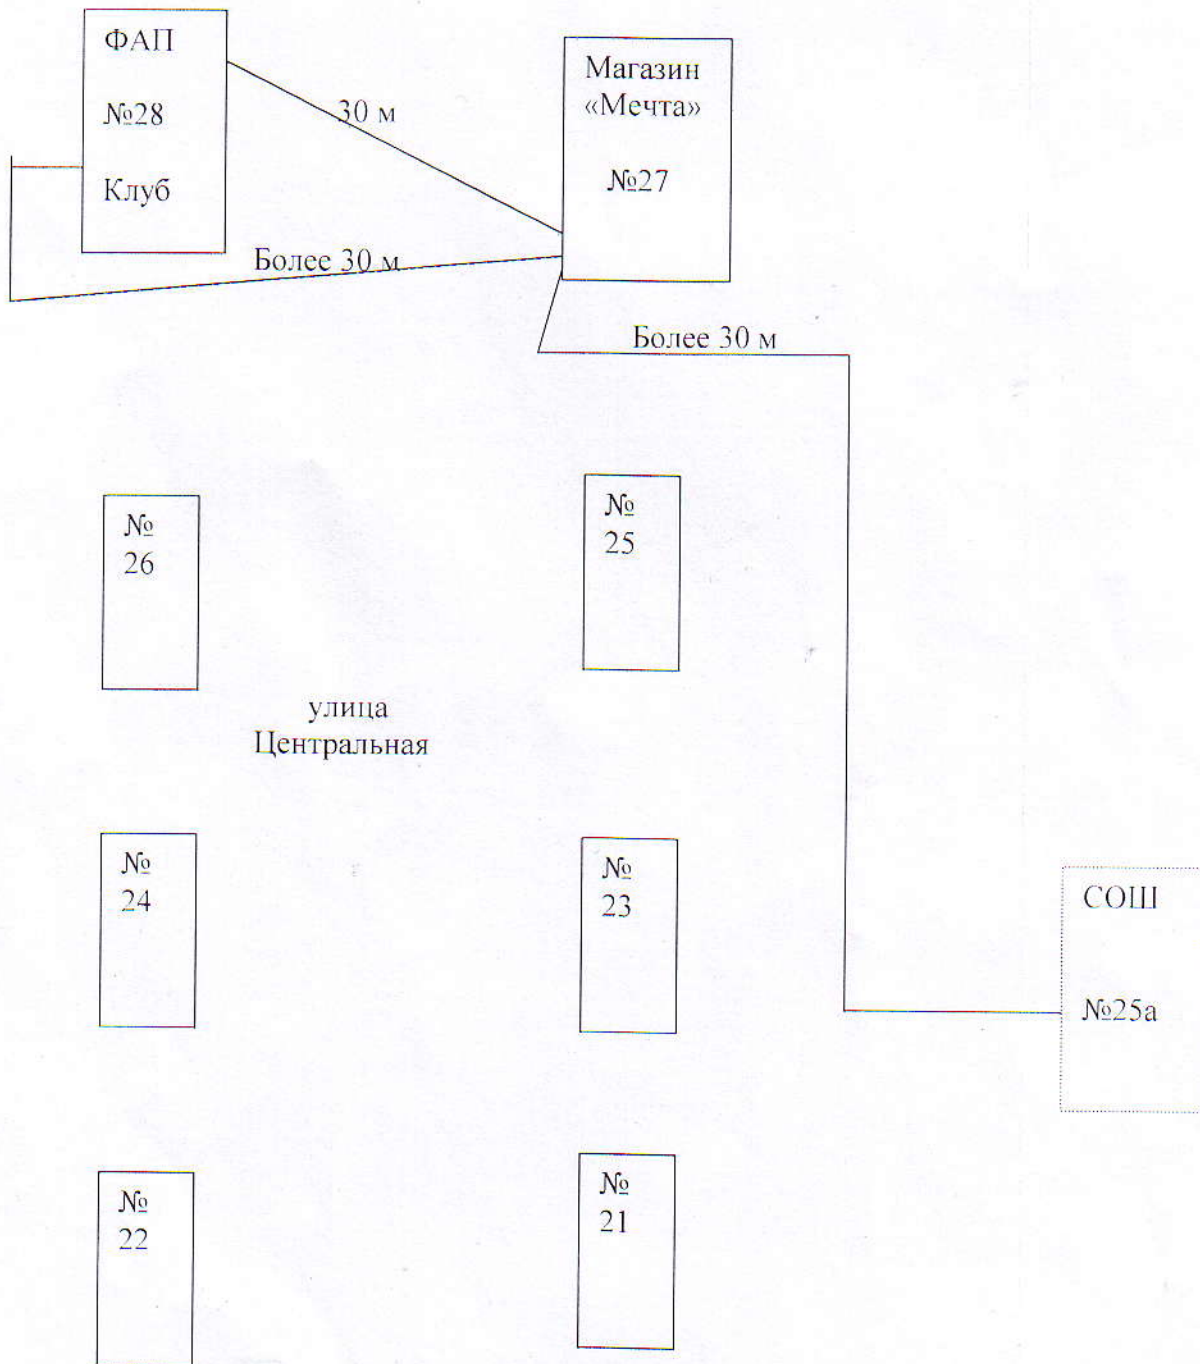 ФАП
№28
Клуб
30 м
Магазин
«Мечта»
№27
Более 30 м
Более 30 м
№
26
№
25
улица
Центральная
№
24
№
23
СОШ
№25а
№
22
№
21